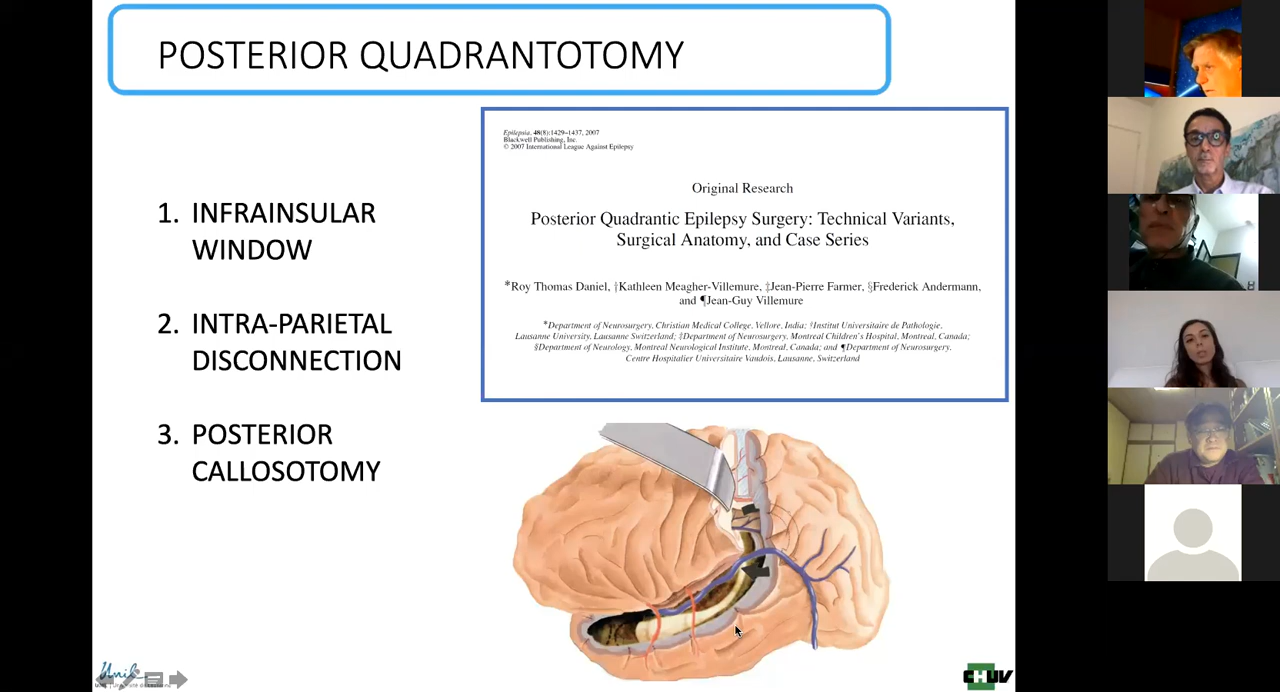 POSTERIOR QUADRANTOTOMY
1. INFRAINSULAR
WINDOW
2. INTRA-PARIETAL
DISCONNECTION
3. POSTERIOR
CALLOSOTOMY
Epilepsia, 48(8):1429–1437, 2007
Blackwell Publishing, Inc.
© 2007 International League Against Epilepsy
Original Research
Posterior Quadrantic Epilepsy Surgery: Technical Variants,
Surgical Anatomy, and Case Series
*Roy Thomas Daniel, †Kathleen Meagher-Villemure, ‡Jean-Pierre Farmer, §Frederick Andermann,
and ¶Jean-Guy Villemure
*Department of Neurosurgery, Christian Medical College, Vellore, India; †Institut Universitaire de Pathologie,
Lausanne University, Lausanne Switzerland; ‡Department of Neurosurgery, Montreal Children's Hospital, Montreal, Canada;
§Department of Neurology, Montreal Neurological Institute, Montreal, Canada; and ¶Department of Neurosurgery,
Centre Hospitalier Universitaire Vaudois, Lausanne, Switzerland
Unil
CHUV